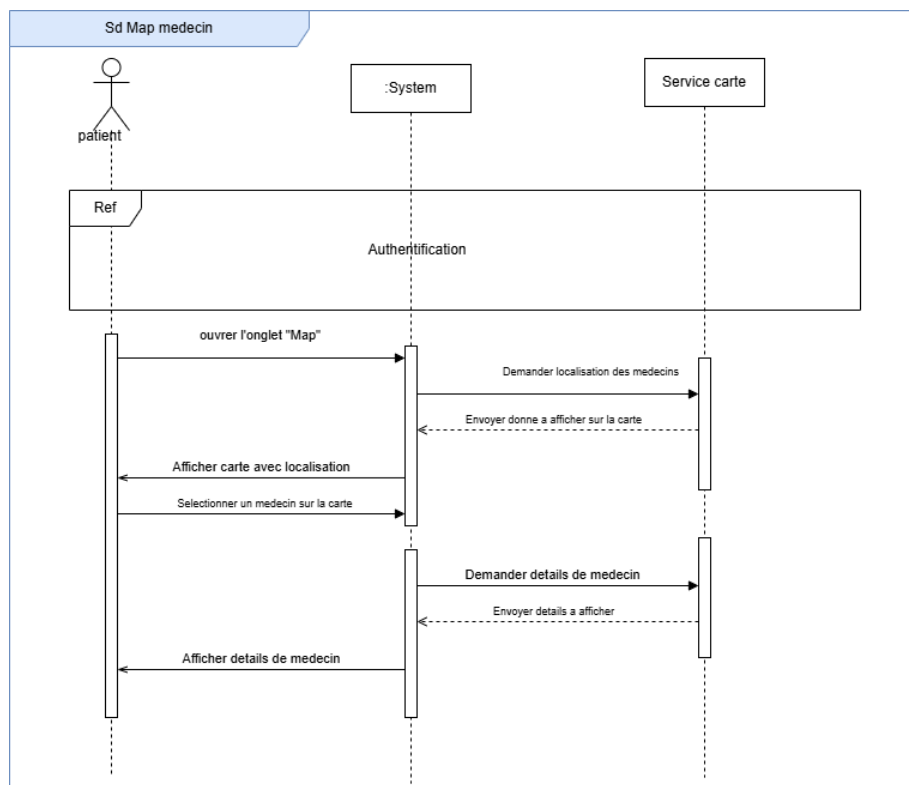 Sd Map medecin
patient
:System
Service carte
Ref
Authentification
ouvrer l'onglet "Map"
Demander localisation des medecins
Envoyer donne a afficher sur la carte
Afficher carte avec localisation
Selectionner un medecin sur la carte
Demander details de medecin
Envoyer details a afficher
Afficher details de medecin